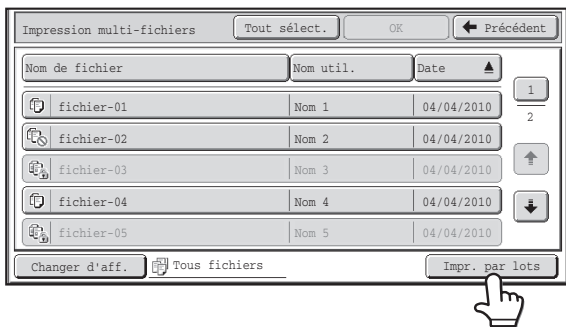 Impression multi-fichiers Tout sélect. OK Précédent
Nom de fichier Nom util. Date
fichier-01 Nom 1 04/04/2010
fichier-02 Nom 2 04/04/2010
fichier-03 Nom 3 04/04/2010
fichier-04 Nom 4 04/04/2010
fichier-05 Nom 5 04/04/2010
1
2
Changer d'aff. Tous fichiers Impr. par lots